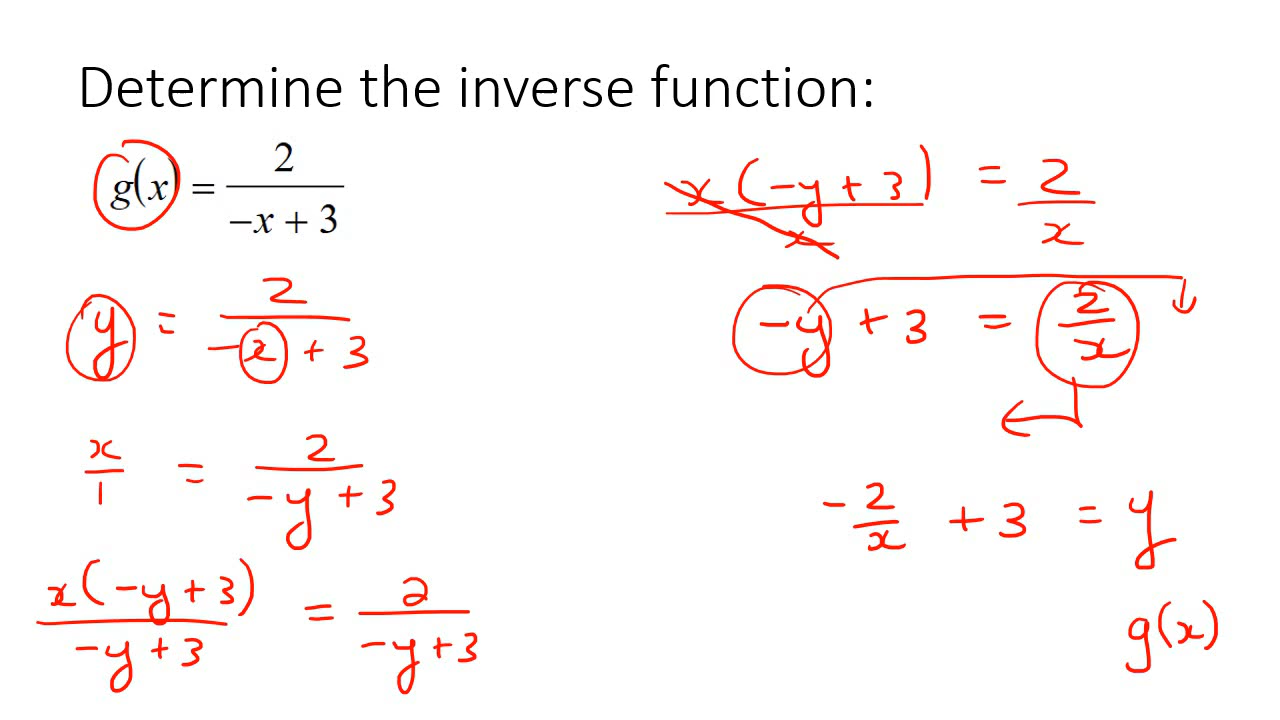 Determine the inverse function:
g(x) = 2/(-x + 3)
y = 2/(-x + 3)
x/1 = 2/(-y + 3)
x(-y + 3)/(-y + 3) = 2/(-y + 3)
x(-y + 3)/x = 2/x
-y + 3 = 2/x
-2/x + 3 = y
g(x)